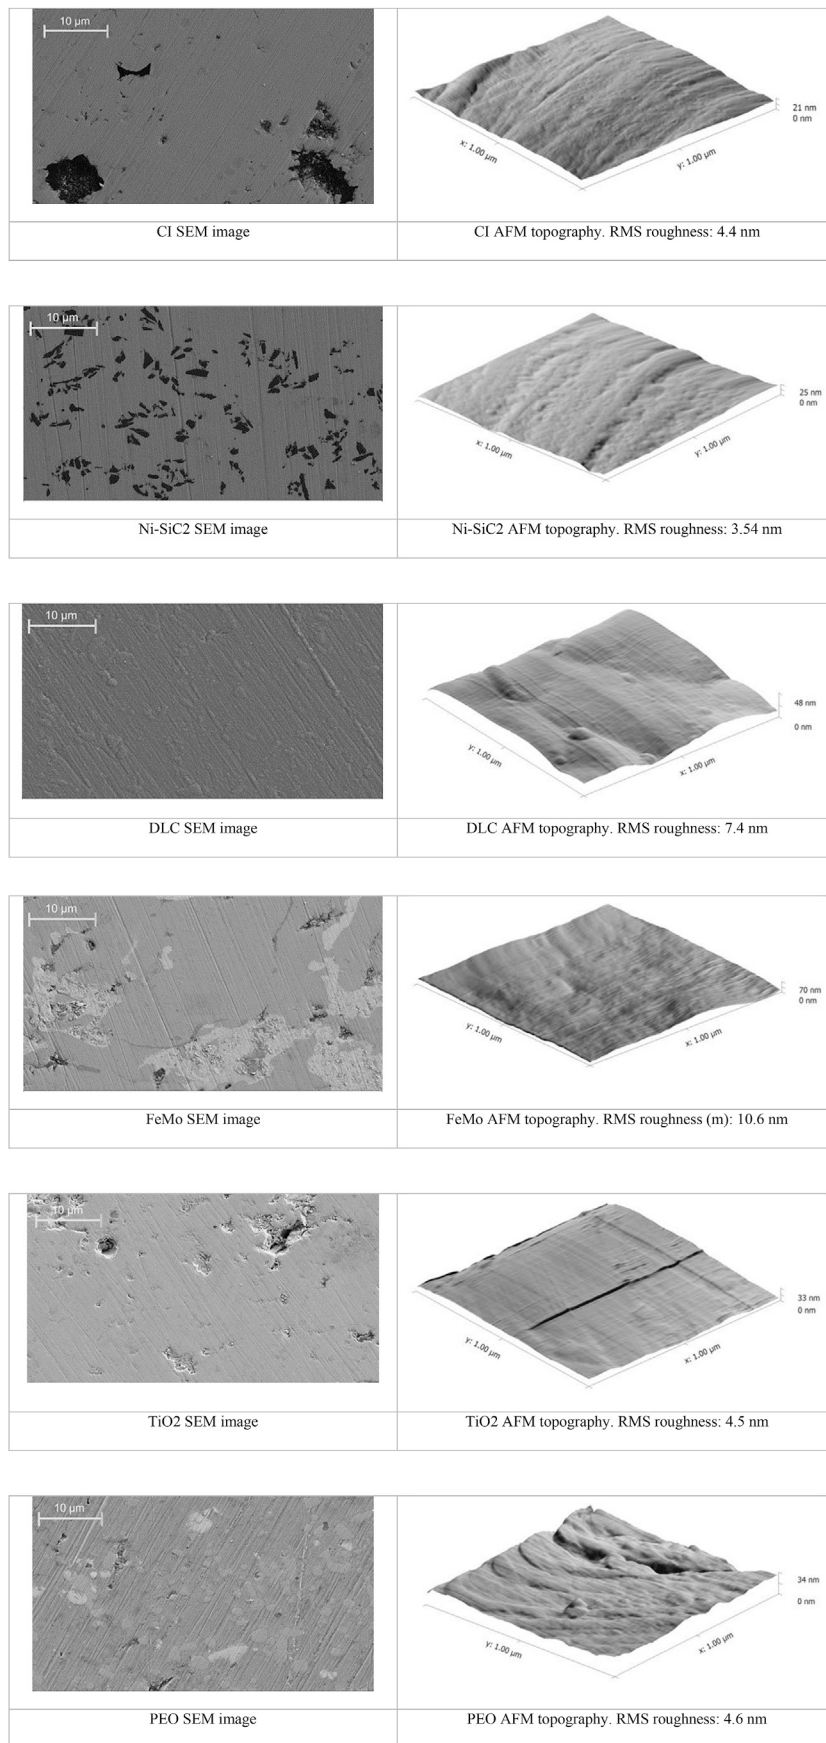 10 µm
21 nm
0 nm
x: 1.00 µm
y: 1.00 µm
CI SEM image
CI AFM topography. RMS roughness: 4.4 nm
10 µm
25 nm
0 nm
x: 1.00 µm
y: 1.00 µm
Ni-SiC2 SEM image
Ni-SiC2 AFM topography. RMS roughness: 3.54 nm
10 µm
48 nm
0 nm
y: 1.00 µm
x: 1.00 µm
DLC SEM image
DLC AFM topography. RMS roughness: 7.4 nm
10 µm
70 nm
0 nm
y: 1.00 µm
x: 1.00 µm
FeMo SEM image
FeMo AFM topography. RMS roughness (m): 10.6 nm
10 µm
33 nm
0 nm
y: 1.00 µm
x: 1.00 µm
TiO2 SEM image
TiO2 AFM topography. RMS roughness: 4.5 nm
10 µm
34 nm
0 nm
y: 1.00 µm
x: 1.00 µm
PEO SEM image
PEO AFM topography. RMS roughness: 4.6 nm